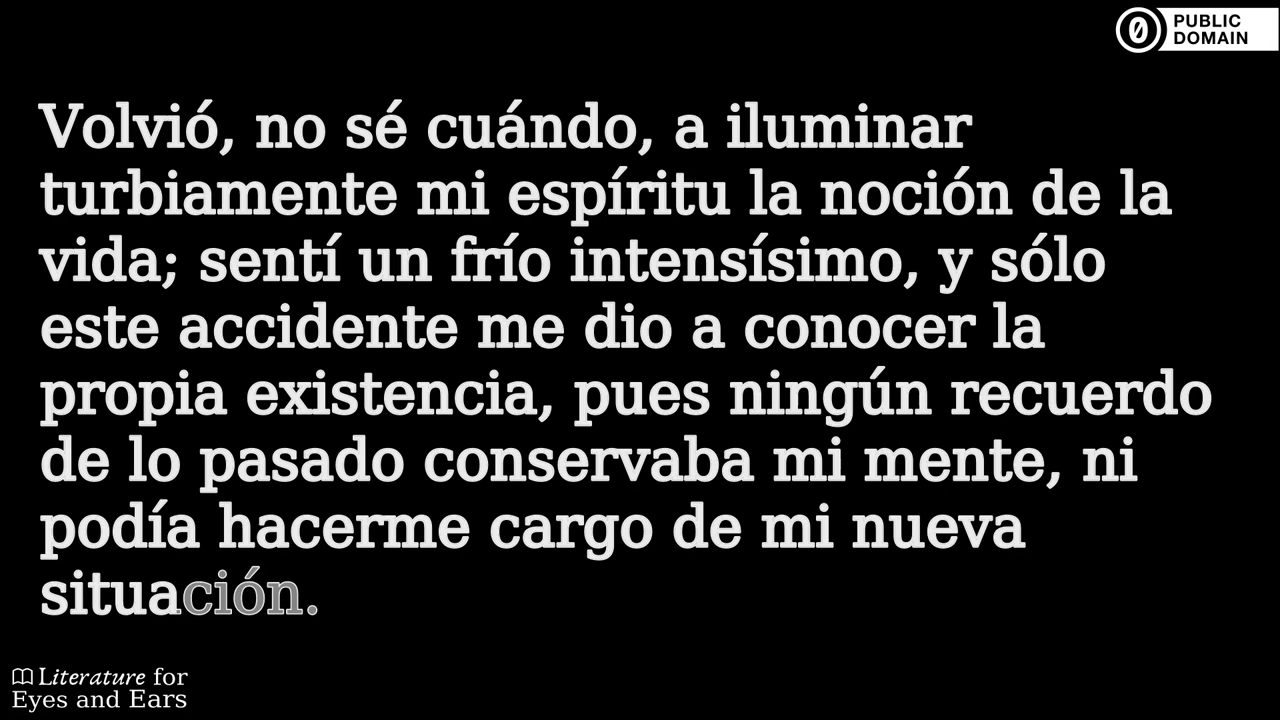 PUBLIC
DOMAIN
Volvió, no sé cuándo, a iluminar
turbiamente mi espíritu la noción de la
vida; sentí un frío intensísimo, y sólo
este accidente me dio a conocer la
propia existencia, pues ningún recuerdo
de lo pasado conservaba mi mente, ni
podía hacerme cargo de mi nueva
situación.
Literature for
Eyes and Ears